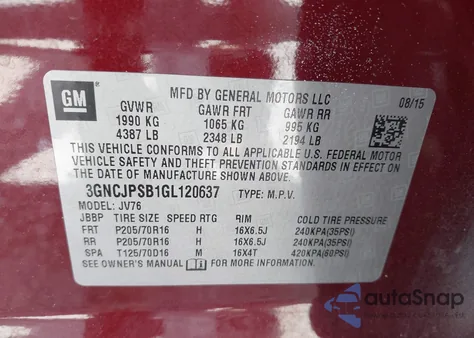 GM
MFD BY GENERAL MOTORS LLC 08/15
GVWR GAWR FRT GAWR RR
1990 KG 1065 KG 995 KG
4387 LB 2348 LB 2194 LB
THIS VEHICLE CONFORMS TO ALL APPLICABLE U.S. FEDERAL MOTOR
VEHICLE SAFETY AND THEFT PREVENTION STANDARDS IN EFFECT ON
THE DATE OF MANUFACTURE SHOWN ABOVE.
3GNCJPSB1GL120637 TYPE: M.P.V.
MODEL: JV76
JBBP TIRE SIZE SPEED RTG RIM COLD TIRE PRESSURE
FRT P205/70R16 H 16X6.5J 240KPA(35PSI)
RR P205/70R16 H 16X6.5J 240KPA(35PSI)
SPA T125/70D16 M 16X4T 420KPA(60PSI)
SEE OWNER'S MANUAL FOR ADDITIONAL INFORMATION
autoSnap